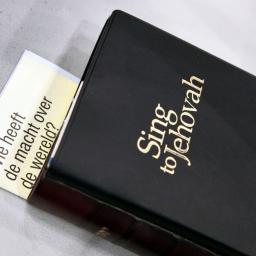 Sing
to Jehovah
heeft
de macht over
de wereld?